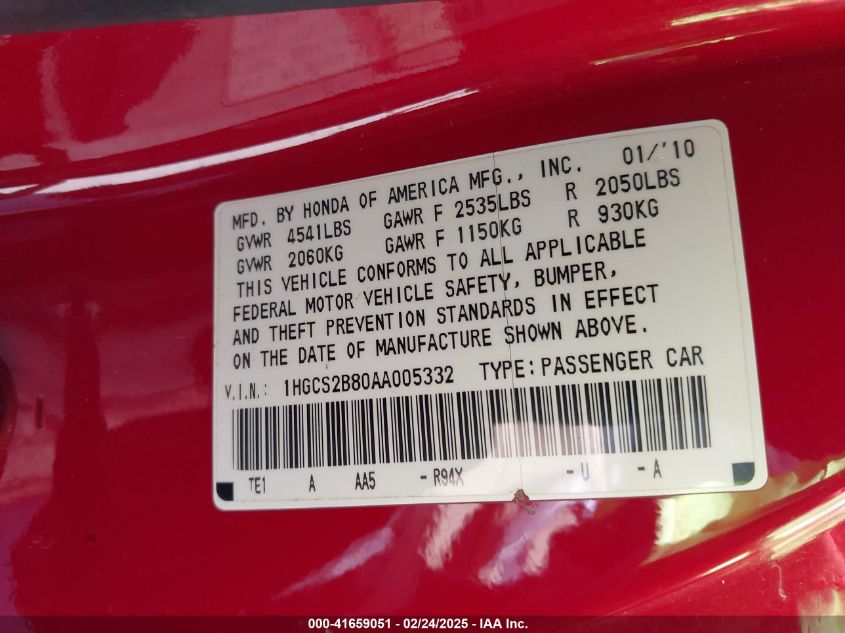 MFD. BY HONDA OF AMERICA MFG., INC. 01/'10
GVWR 4541LBS GAWR F 2535LBS R 2050LBS
GVWR 2060KG GAWR F 1150KG R 930KG
THIS VEHICLE CONFORMS TO ALL APPLICABLE
FEDERAL MOTOR VEHICLE SAFETY, BUMPER,
AND THEFT PREVENTION STANDARDS IN EFFECT
ON THE DATE OF MANUFACTURE SHOWN ABOVE.
V.I.N.: 1HGCS2B80AA005332 TYPE:PASSENGER CAR
TE1 A AA5 -R94X -U -A
000-41659051 - 02/24/2025 - IAA Inc.